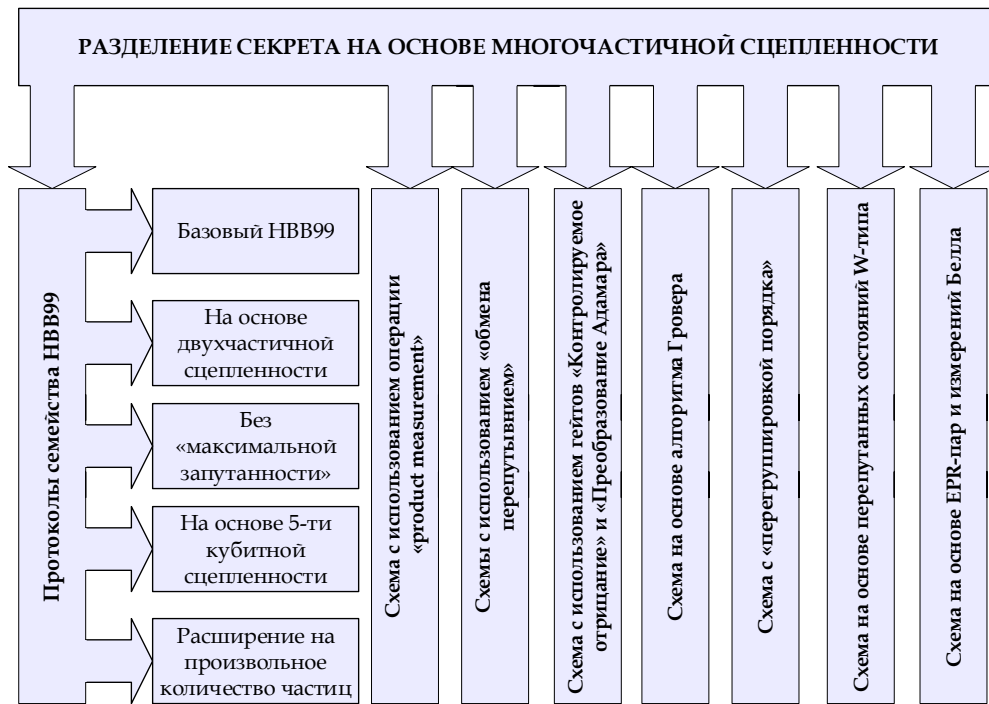 РАЗДЕЛЕНИЕ СЕКРЕТА НА ОСНОВЕ МНОГОЧАСТИЧНОЙ СЦЕПЛЕННОСТИ
Протоколы семейства HBB99
Базовый HBB99
На основе
двухчастичной
сцепленности
Без
«максимальной
запутанности»
На основе 5-ти
кубитной
сцепленности
Расширение на
произвольное
количество частиц
Схема с использованием операции
«product measurement»
Схемы с использованием «обмена
перепутывнием»
Схема с использованием гейтов «Контролируемое
отрицание» и «Преобразование Адамара»
Схема на основе алгоритма Гровера
Схема с «перегруппировкой порядка»
Схема на основе перепутанных состояний W-типа
Схема на основе EPR-пар и измерений Белла